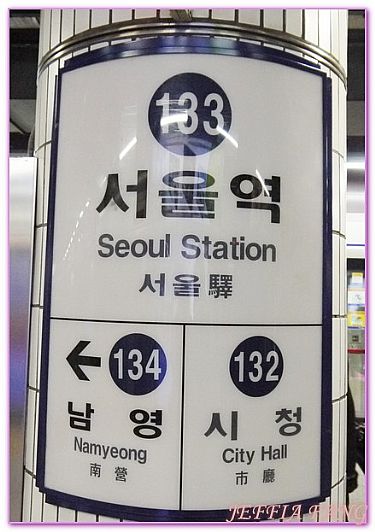 133
서울역
Seoul Station
서울驛
← 134
남영
Namyeong
南營
132
시청
City Hall
市廳
JEFFIA FANG